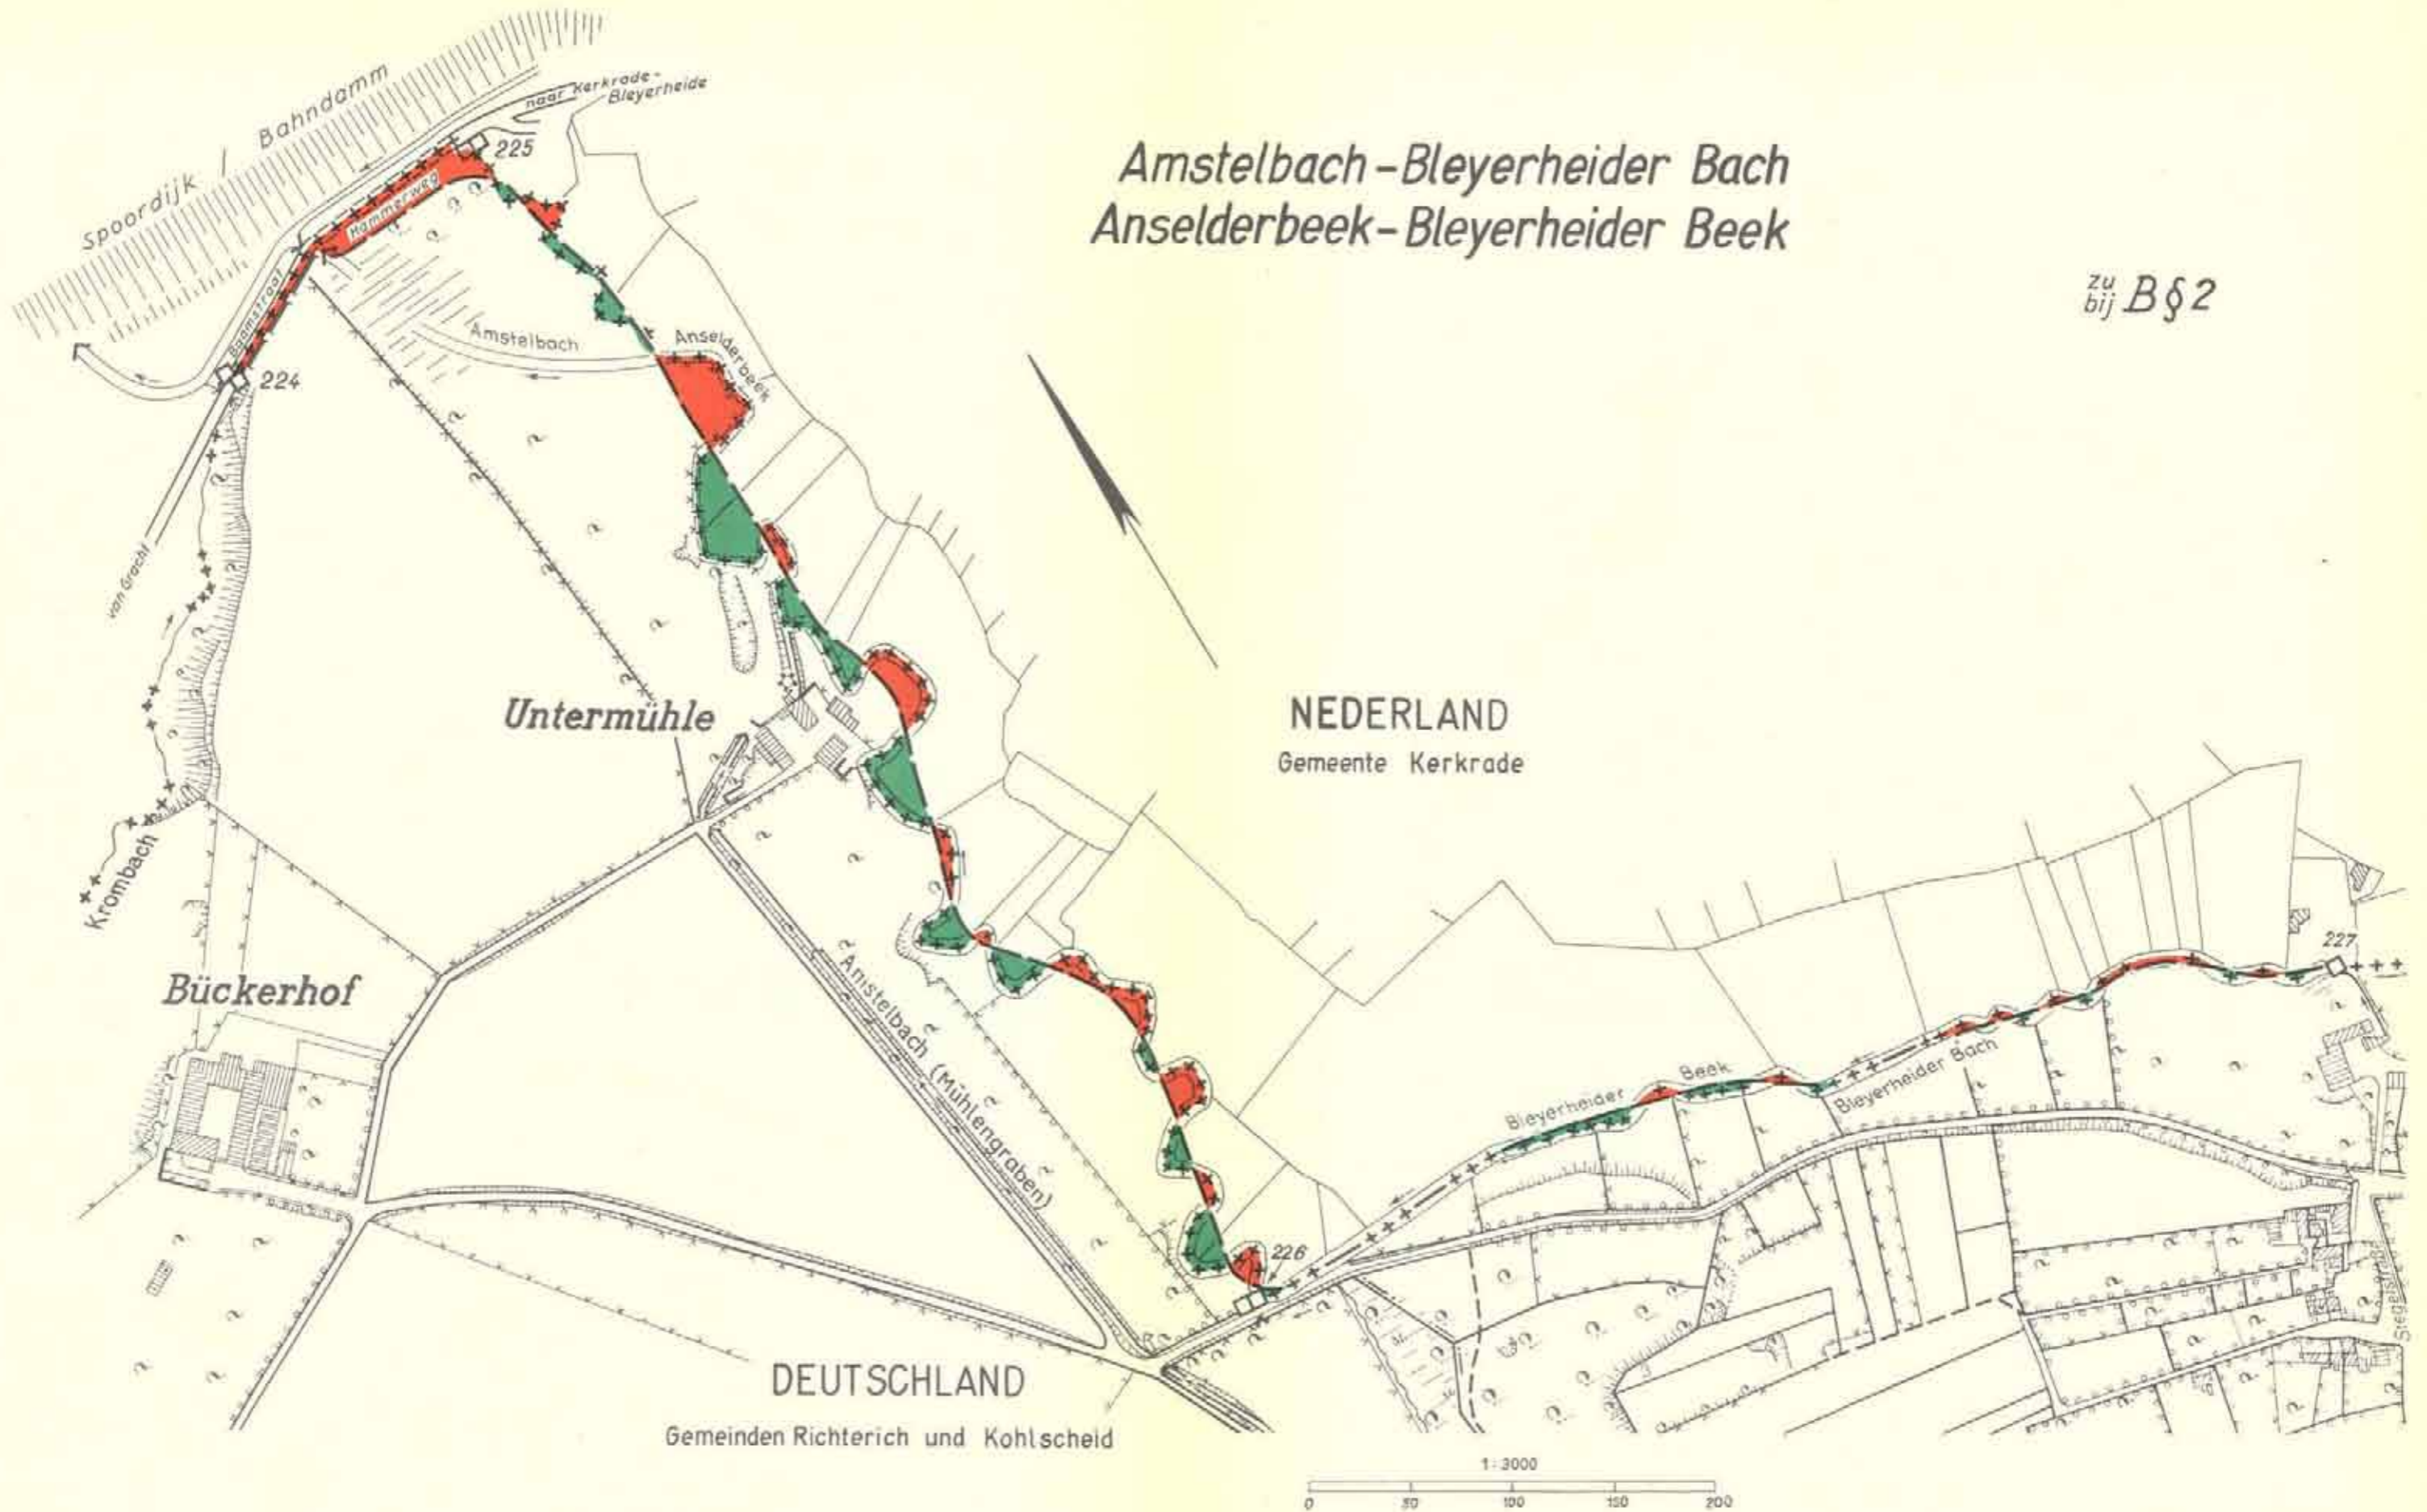 Amstelbach-Bleyerheider Bach
Anselderbeek-Bleyerheider Beek
zu
bij B§2
Spoordijk / Bahndamm
naar Kerkrade-
Bleyerheide
225
Hammerweg
Baamstraat
224
Amstelbach
Anselderbeek
van Gracht
Untermühle
NEDERLAND
Gemeente Kerkrade
Krombach
Bückerhof
Amstelbach (Mühlengraben)
227
Bleyerheider Beek
Bleyerheider Bach
226
DEUTSCHLAND
Gemeinden Richterich und Kohlscheid
1:3000
0 50 100 150 200